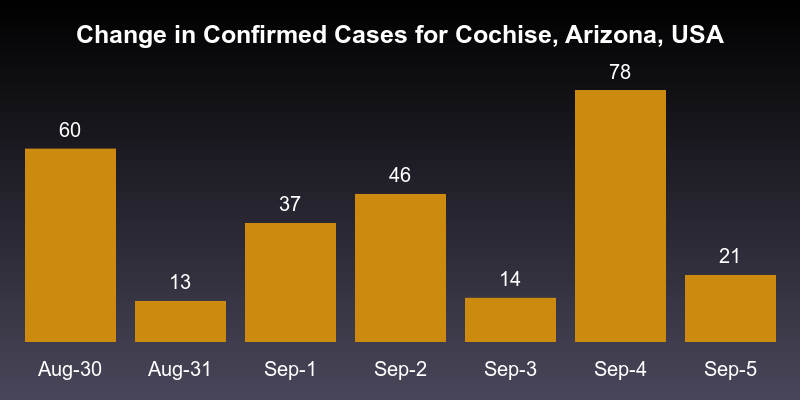 Change in Confirmed Cases for Cochise, Arizona, USA
60
13
37
46
14
78
21
Aug-30
Aug-31
Sep-1
Sep-2
Sep-3
Sep-4
Sep-5